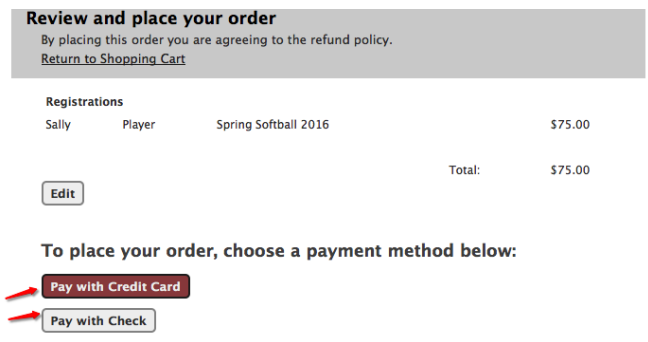 Review and place your order
By placing this order you are agreeing to the refund policy.
Return to Shopping Cart
Registrations
Sally Player Spring Softball 2016 $75.00
Total: $75.00
Edit
To place your order, choose a payment method below:
Pay with Credit Card
Pay with Check